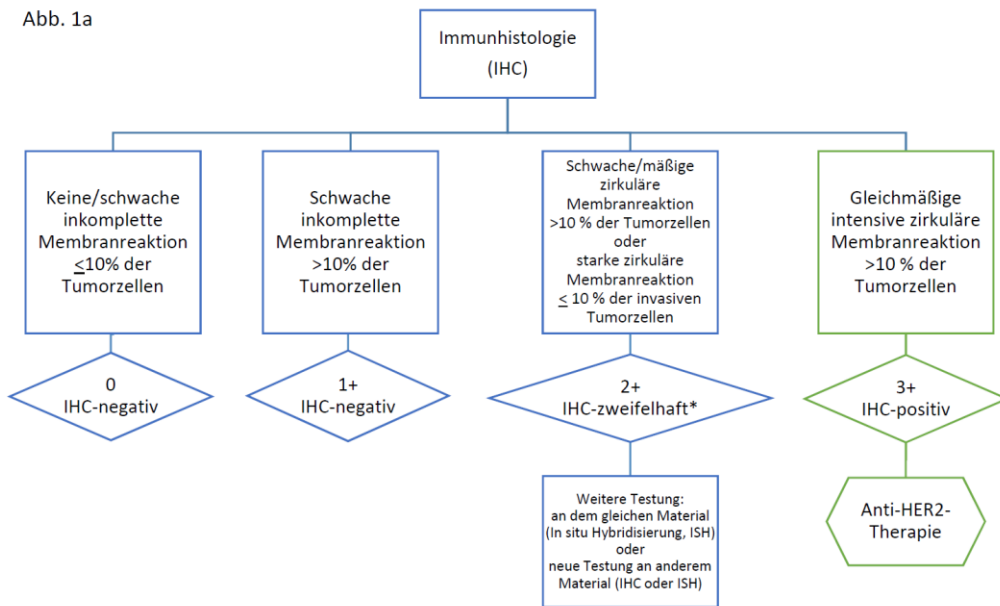 Abb. 1a
Immunhistologie
(IHC)
Keine/schwache
inkomplette
Membranreaktion
≤10% der
Tumorzellen
Schwache
inkomplette
Membranreaktion
>10% der
Tumorzellen
Schwache/mäßige
zirkuläre
Membranreaktion
>10 % der Tumorzellen
oder
starke zirkuläre
Membranreaktion
≤ 10 % der invasiven
Tumorzellen
Gleichmäßige
intensive zirkuläre
Membranreaktion
>10 % der
Tumorzellen
0
IHC-negativ
1+
IHC-negativ
2+
IHC-zweifelhaft*
3+
IHC-positiv
Weitere Testung:
an dem gleichen Material
(In situ Hybridisierung, ISH)
oder
neue Testung an anderem
Material (IHC oder ISH)
Anti-HER2-
Therapie